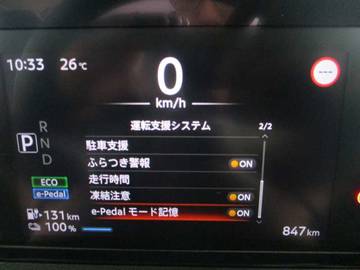 10:33 26℃
0
km/h
運転支援システム 2/2
駐車支援
ふらつき警報 ON
走行時間
凍結注意 ON
e-Pedal モード記憶 ON
R
P N
D
ECO
e-Pedal
131 km
100 %
847 km